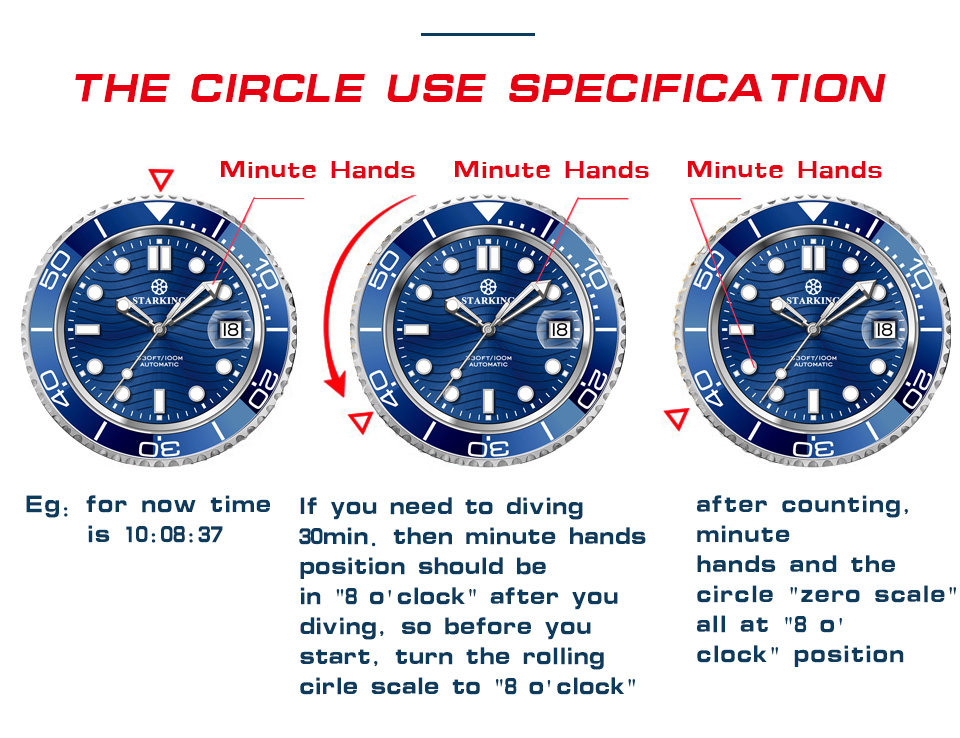 THE CIRCLE USE SPECIFICATION
Minute Hands
Minute Hands
Minute Hands
10
20
30
40
50
STARKING
18
330FT/100M
AUTOMATIC
10
20
30
40
50
STARKING
18
330FT/100M
AUTOMATIC
10
20
30
40
50
STARKING
18
330FT/100M
AUTOMATIC
Eg: for now time
is 10:08:37
If you need to diving
30min. then minute hands
position should be
in "8 o'clock" after you
diving, so before you
start, turn the rolling
cirle scale to "8 o'clock"
after counting,
minute
hands and the
circle "zero scale"
all at "8 o'
clock" position